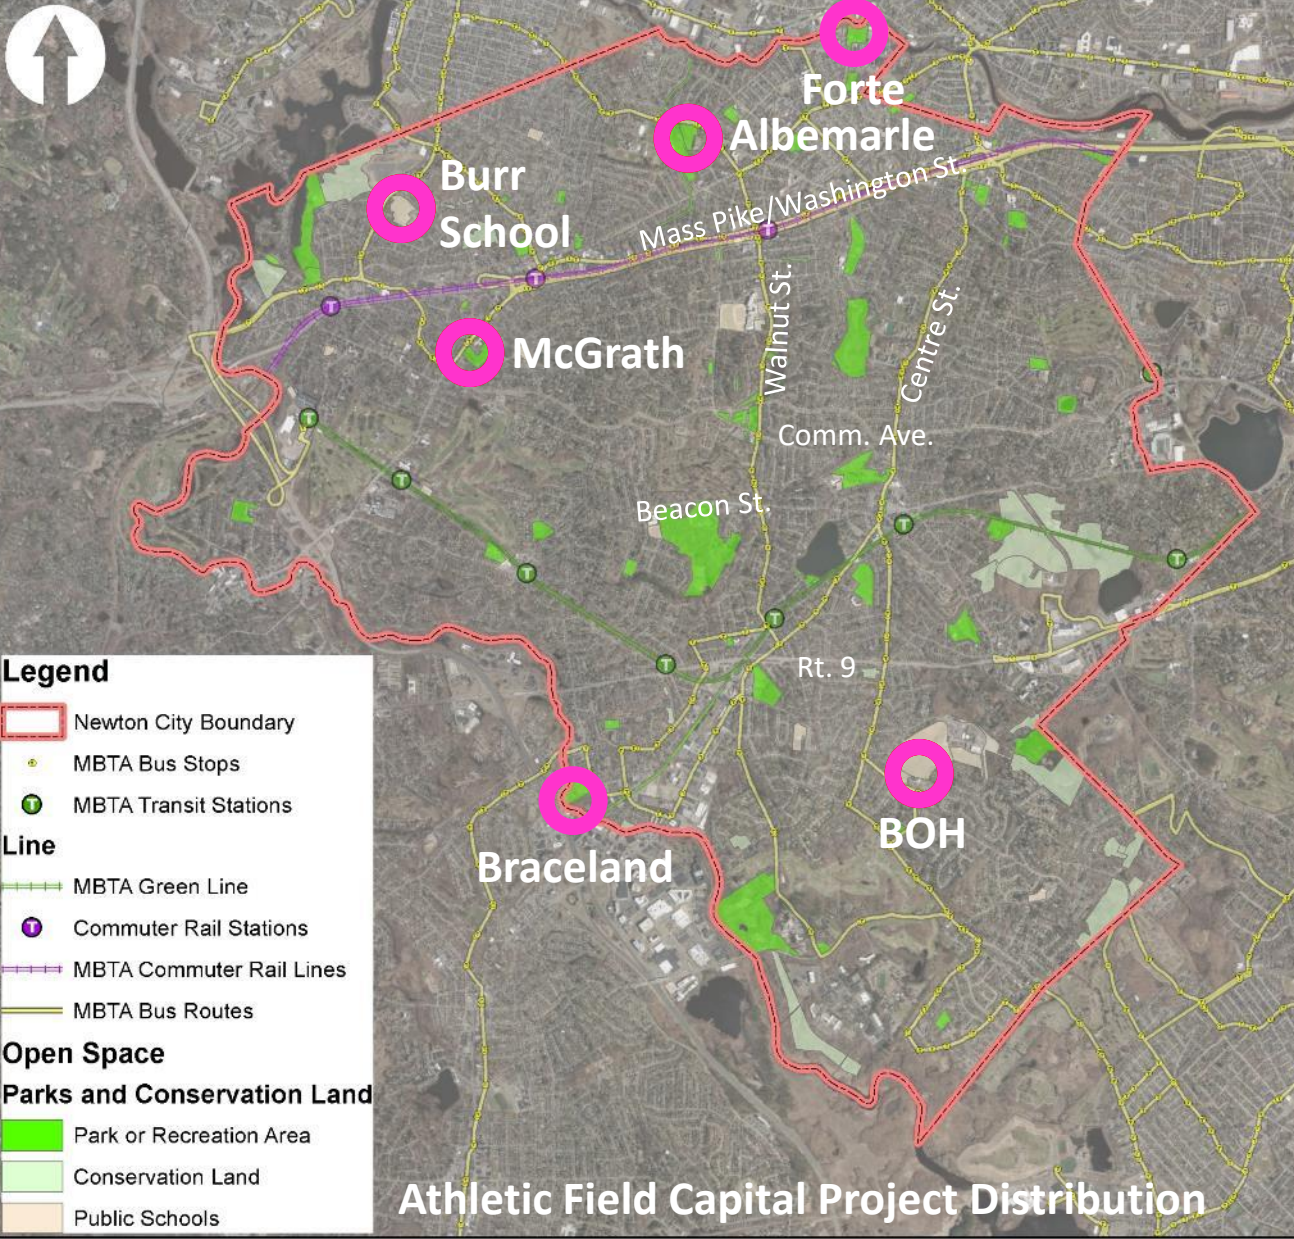 Forte
Albemarle
Burr
School
Mass Pike/Washington St.
McGrath
Walnut St.
Centre St.
Comm. Ave.
Beacon St.
Rt. 9
BOH
Braceland
Legend
Newton City Boundary
MBTA Bus Stops
T MBTA Transit Stations
Line
MBTA Green Line
T Commuter Rail Stations
MBTA Commuter Rail Lines
MBTA Bus Routes
Open Space
Parks and Conservation Land
Park or Recreation Area
Conservation Land
Public Schools
Athletic Field Capital Project Distribution